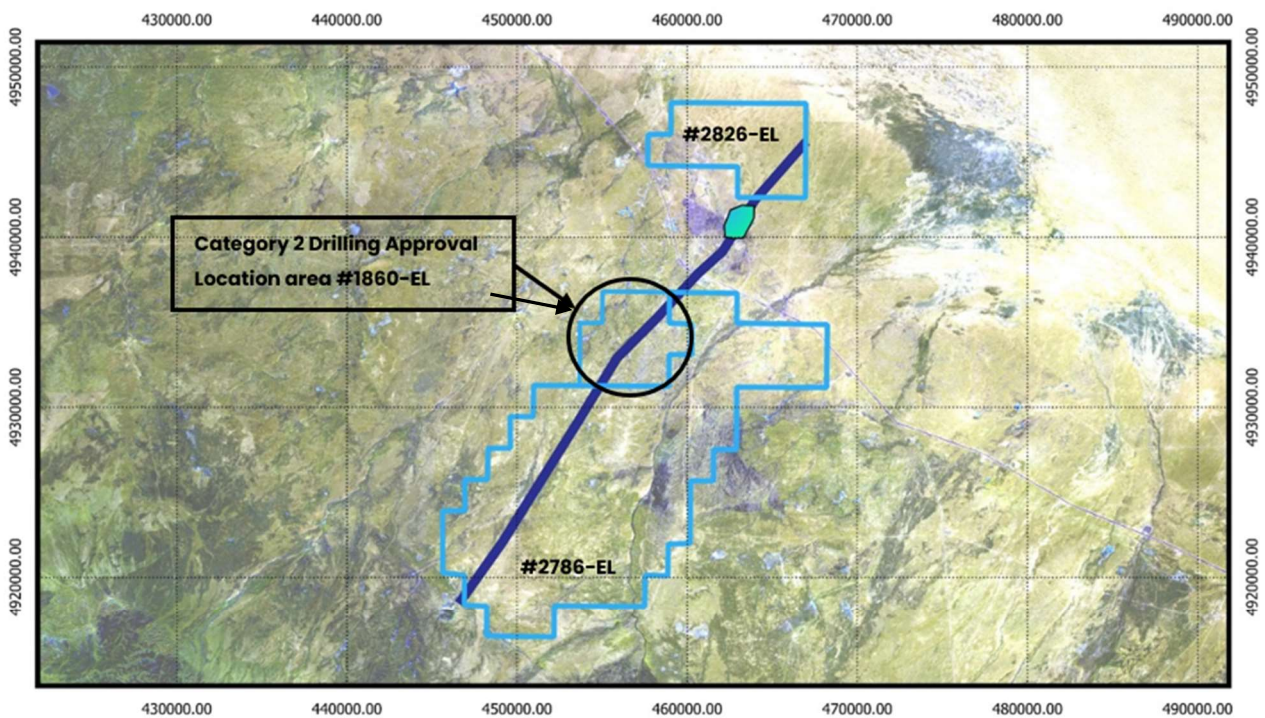 430000.00 440000.00 450000.00 460000.00 470000.00 480000.00 490000.00
4950000.00 4950000.00
#2826-EL
4940000.00 4940000.00
Category 2 Drilling Approval
Location area #1860-EL
4930000.00 4930000.00
#2786-EL
4920000.00 4920000.00
430000.00 440000.00 450000.00 460000.00 470000.00 480000.00 490000.00